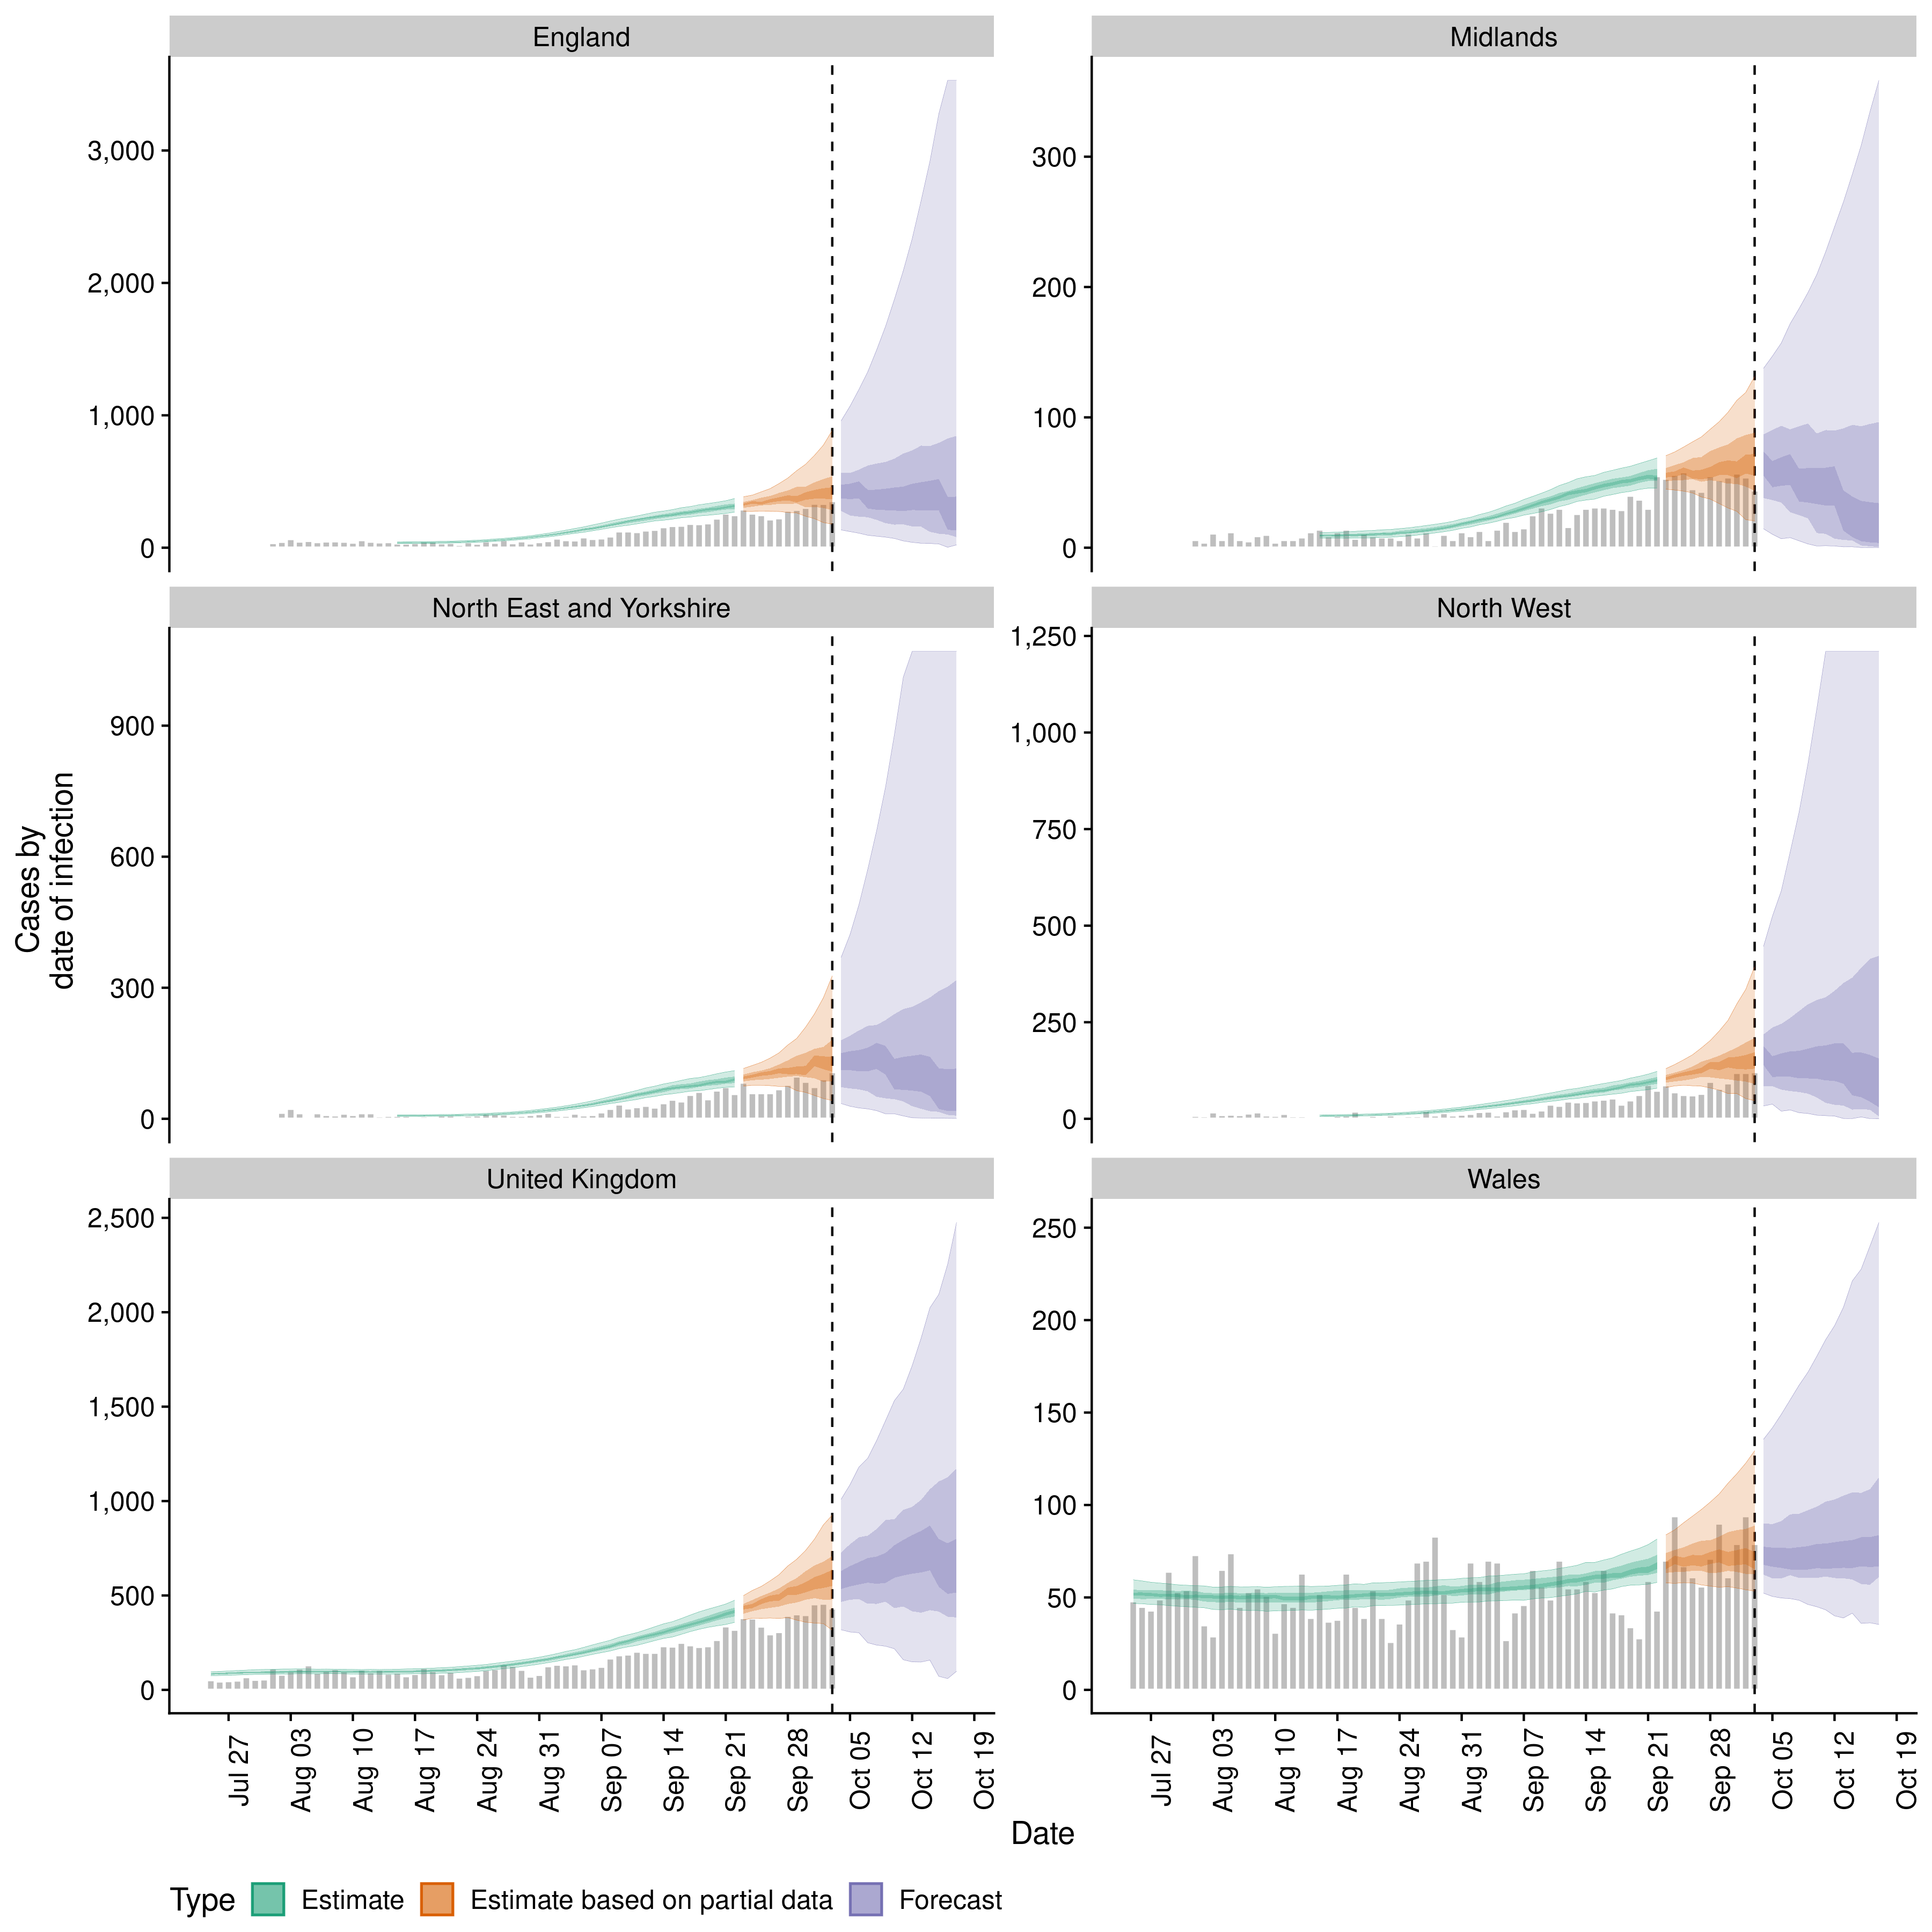 England
Midlands
3,000
2,000
1,000
0
300
200
100
0
North East and Yorkshire
North West
900
600
300
0
1,250
1,000
750
500
250
0
United Kingdom
Wales
2,500
2,000
1,500
1,000
500
0
250
200
150
100
50
0
Cases by
date of infection
Jul 27
Aug 03
Aug 10
Aug 17
Aug 24
Aug 31
Sep 07
Sep 14
Sep 21
Sep 28
Oct 05
Oct 12
Oct 19
Jul 27
Aug 03
Aug 10
Aug 17
Aug 24
Aug 31
Sep 07
Sep 14
Sep 21
Sep 28
Oct 05
Oct 12
Oct 19
Date
Type Estimate Estimate based on partial data Forecast